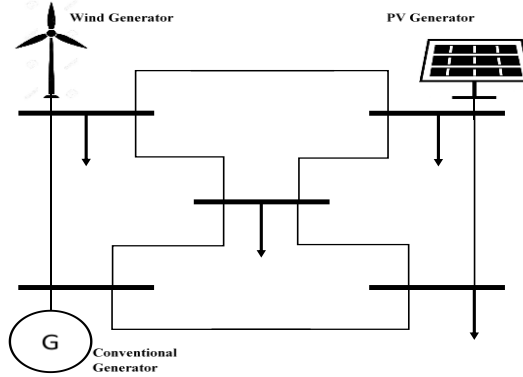 Wind Generator
PV Generator
G
Conventional
Generator